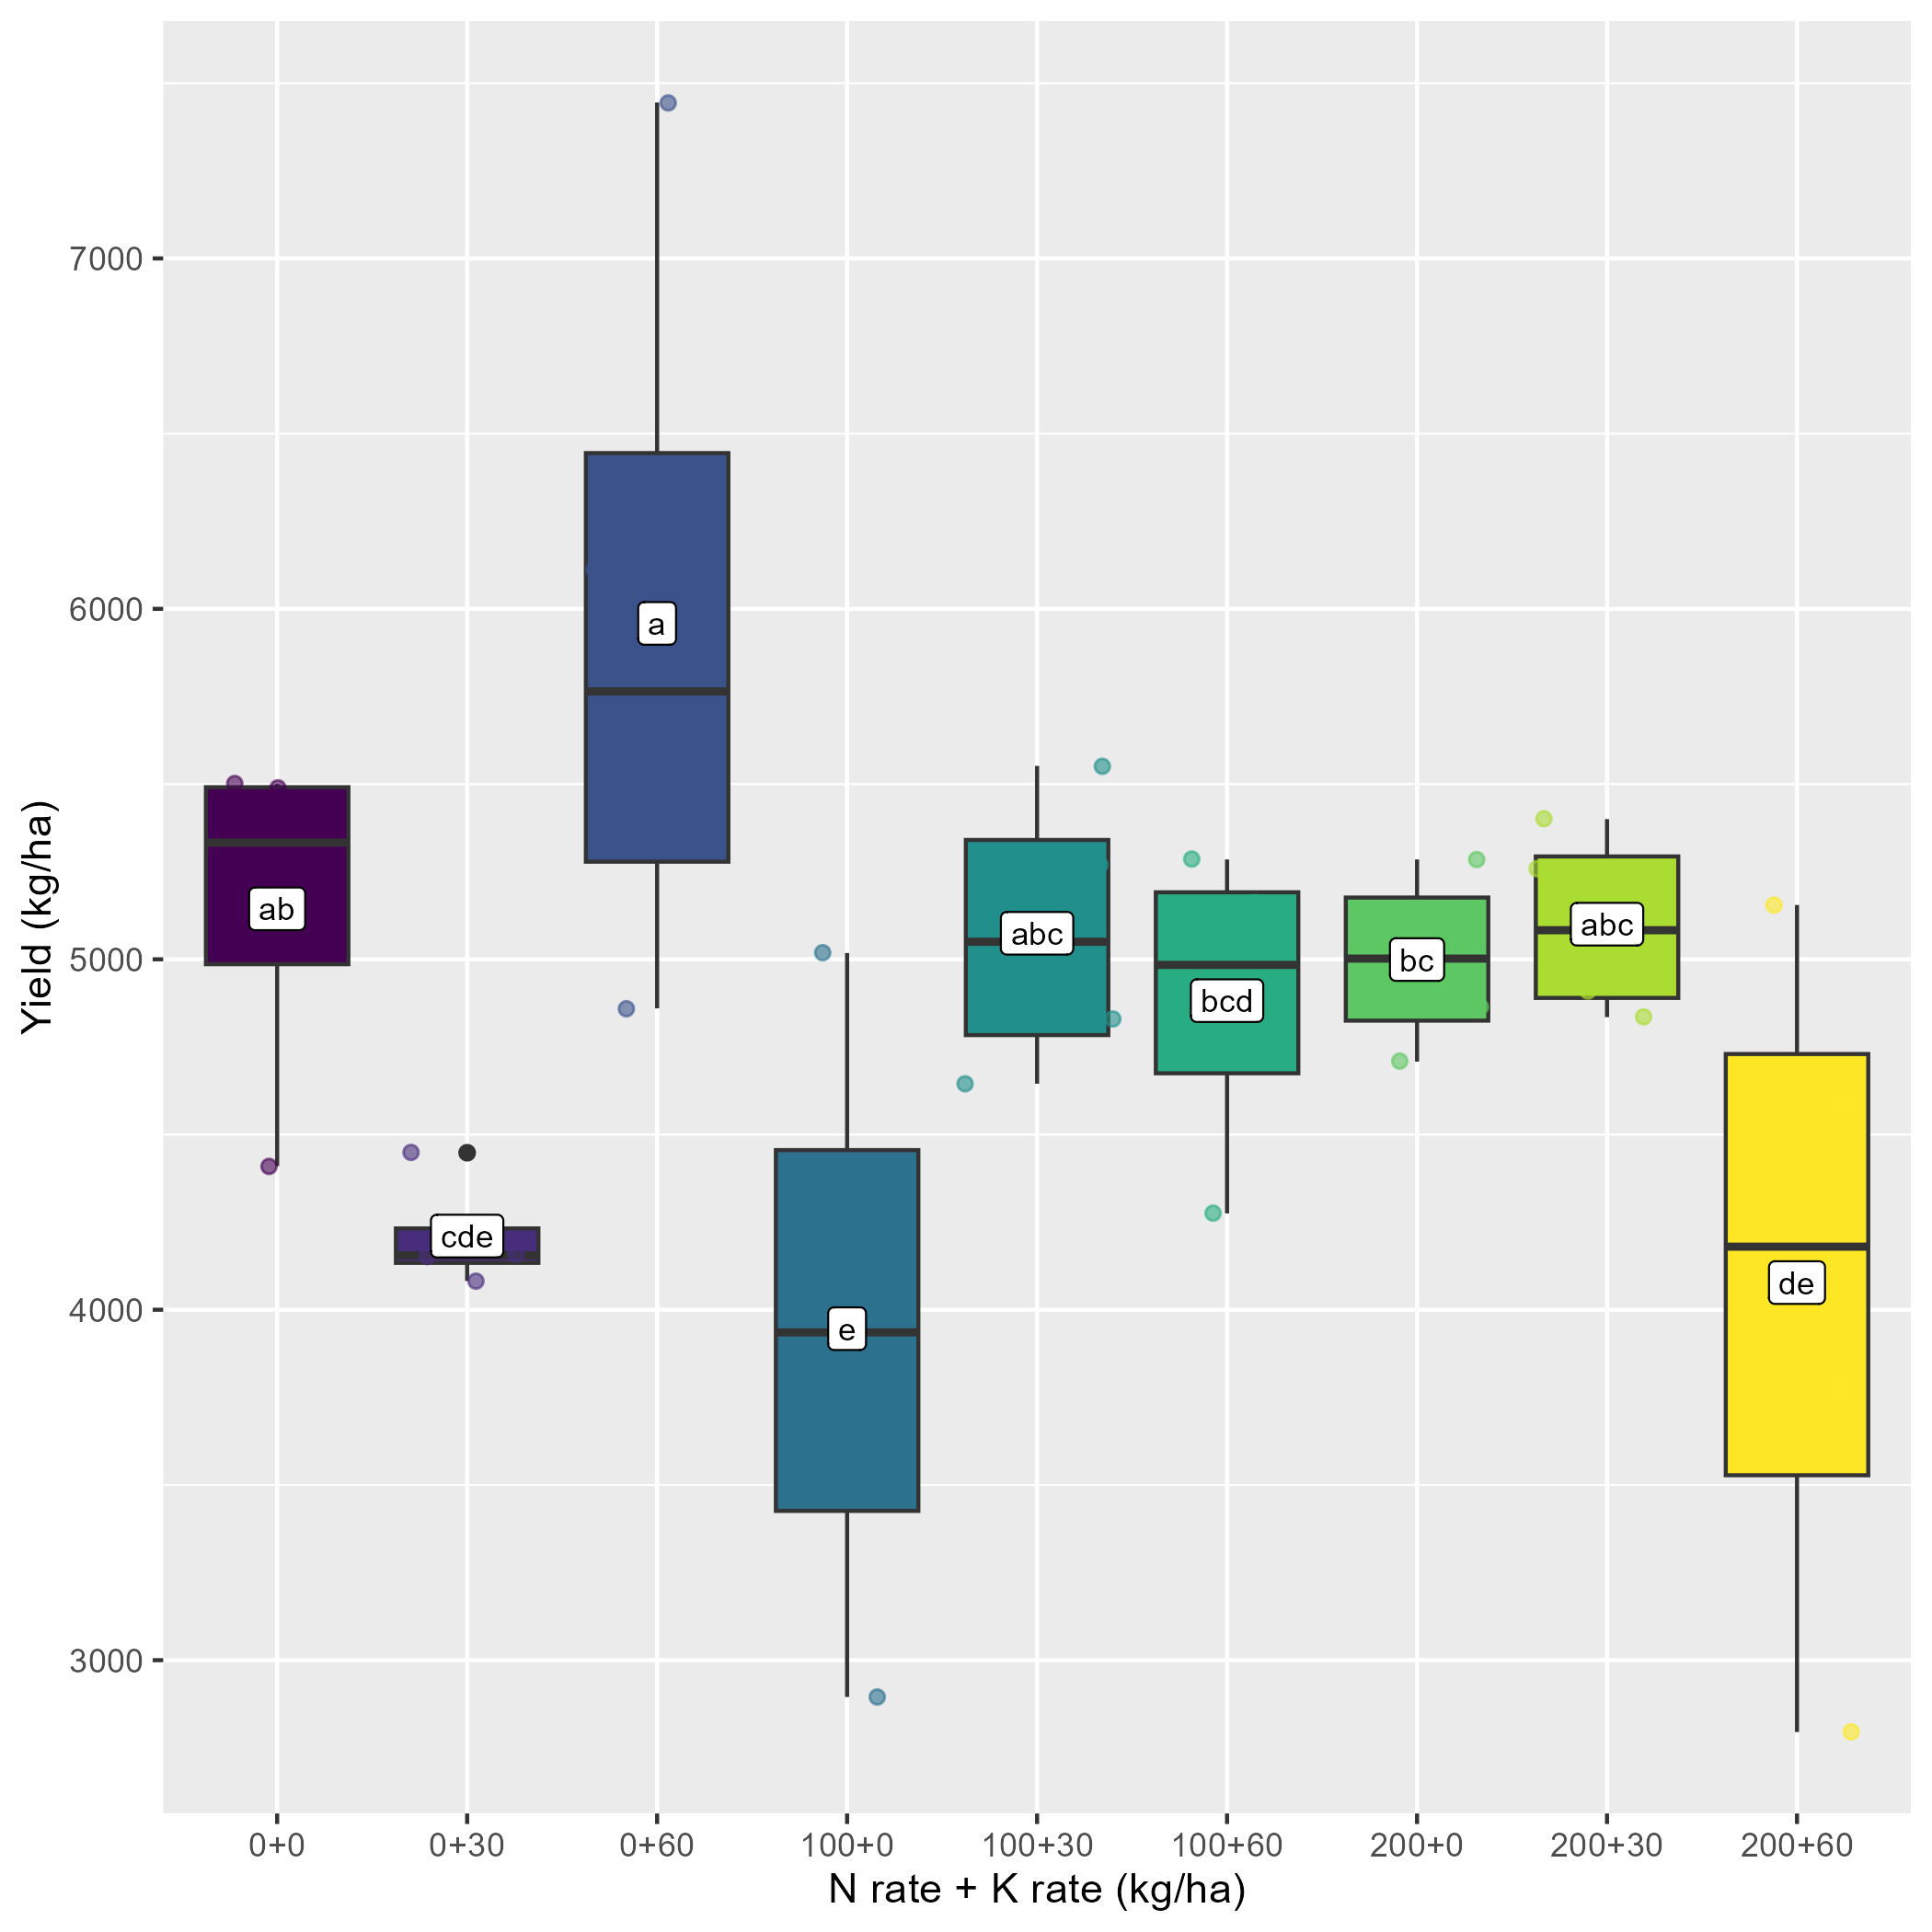 Yield (kg/ha)
7000
6000
5000
4000
3000
a
ab
abc
bcd
bc
abc
cde
e
de
0+0 0+30 0+60 100+0 100+30 100+60 200+0 200+30 200+60
N rate + K rate (kg/ha)